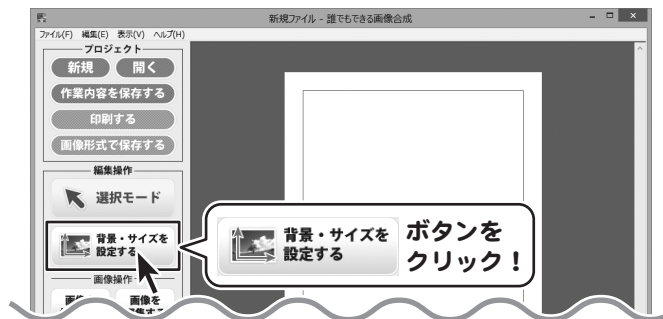 新規ファイル - 誰でもできる画像合成
ファイル(F) 編集(E) 表示(V) ヘルプ(H)
プロジェクト
新規 開く
作業内容を保存する
印刷する
画像形式で保存する
編集操作
選択モード
背景・サイズを
設定する
背景・サイズを
設定する
ボタンを
クリック！
画像操作
画像を